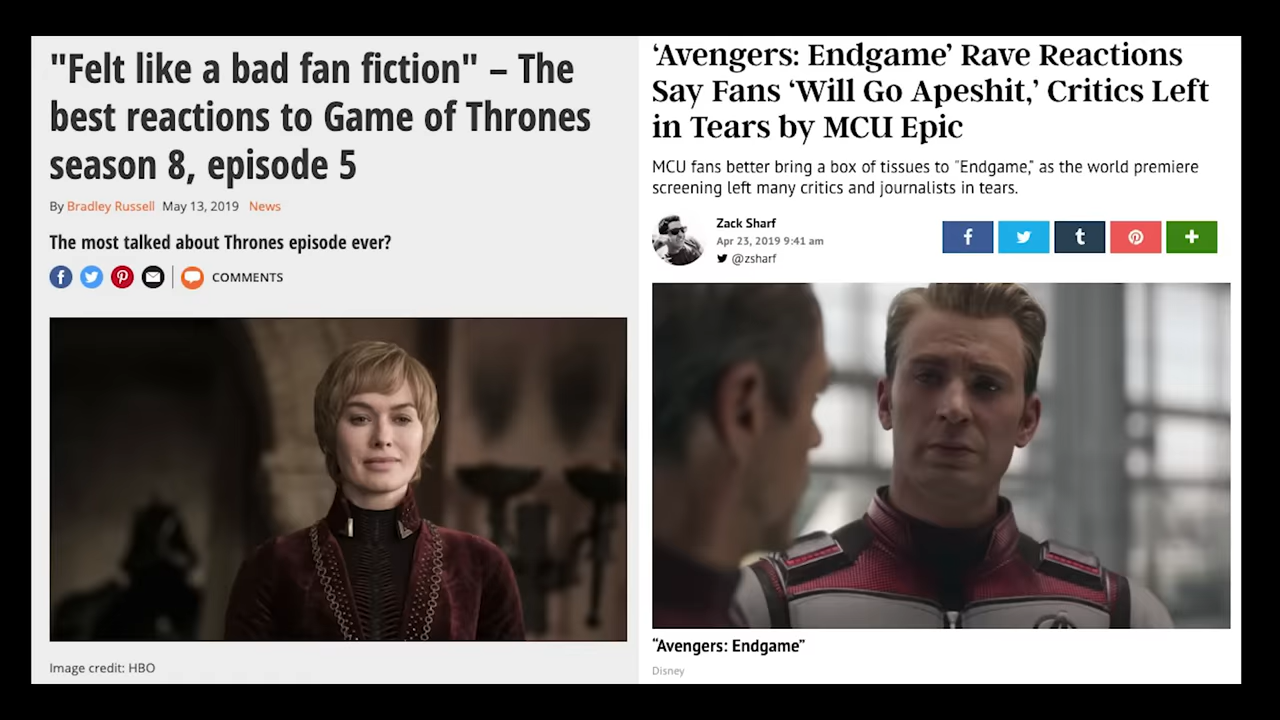 "Felt like a bad fan fiction" – The
best reactions to Game of Thrones
season 8, episode 5
By Bradley Russell May 13, 2019 News
The most talked about Thrones episode ever?
COMMENTS
Image credit: HBO
‘Avengers: Endgame’ Rave Reactions
Say Fans ‘Will Go Apeshit,’ Critics Left
in Tears by MCU Epic
MCU fans better bring a box of tissues to "Endgame," as the world premiere
screening left many critics and journalists in tears.
Zack Sharf
Apr 23, 2019 9:41 am
@zsharf
“Avengers: Endgame”
Disney